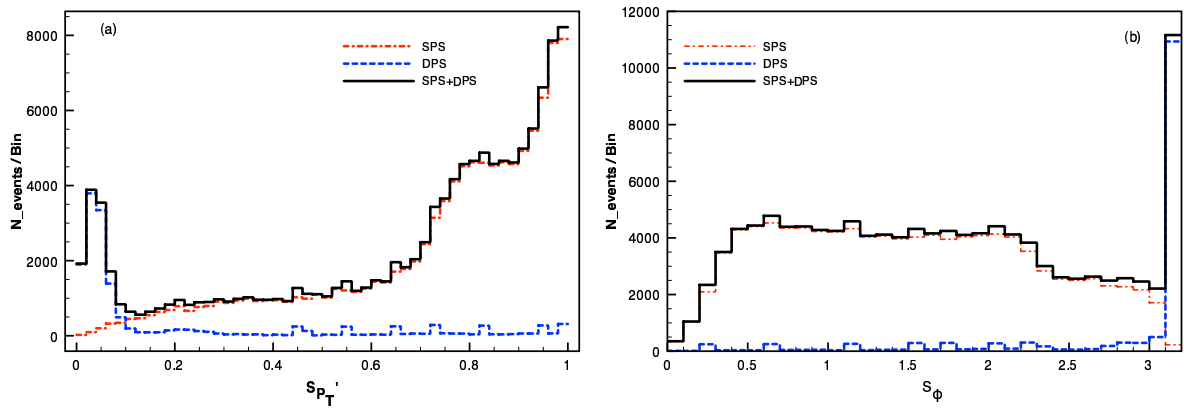 (a)
SPS
DPS
SPS+DPS
N_events / Bin
8000
6000
4000
2000
0
0 0.2 0.4 0.6 0.8 1
S_{P_T}'
(b)
SPS
DPS
SPS+DPS
N_events / Bin
12000
10000
8000
6000
4000
2000
0
0 0.5 1 1.5 2 2.5 3
S_Φ